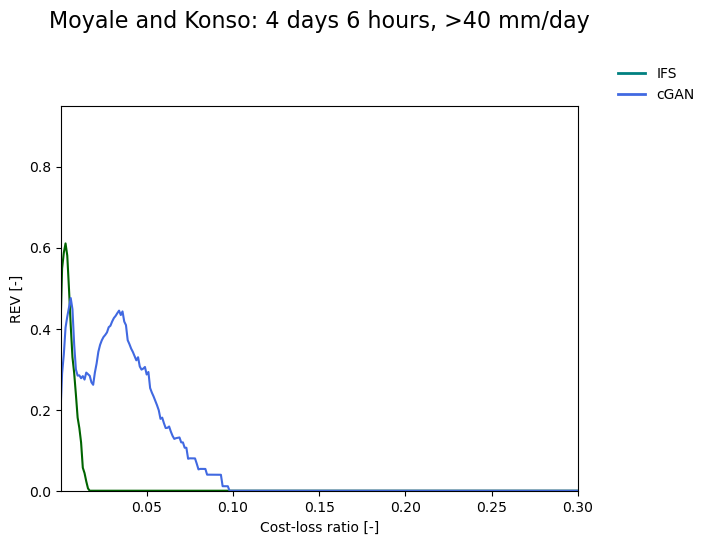 Moyale and Konso: 4 days 6 hours, >40 mm/day
IFS
cGAN
0.8
0.6
0.4
0.2
0.0
REV [-]
0.05 0.10 0.15 0.20 0.25 0.30
Cost-loss ratio [-]